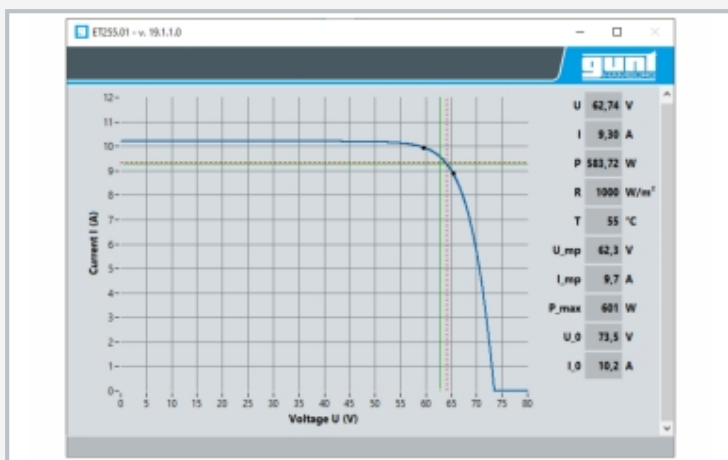 ET255.01 - v. 19.1.1.0
gunt
HAMBURG
12
11
10
9
8
7
6
5
4
3
2
1
0
Current I (A)
0 5 10 15 20 25 30 35 40 45 50 55 60 65 70 75 80
Voltage U (V)
U 62,74 V
I 9,30 A
P 583,72 W
R 1000 W/m²
T 55 °C
U_mp 62,3 V
I_mp 9,7 A
P_max 601 W
U_0 73,5 V
I_0 10,2 A